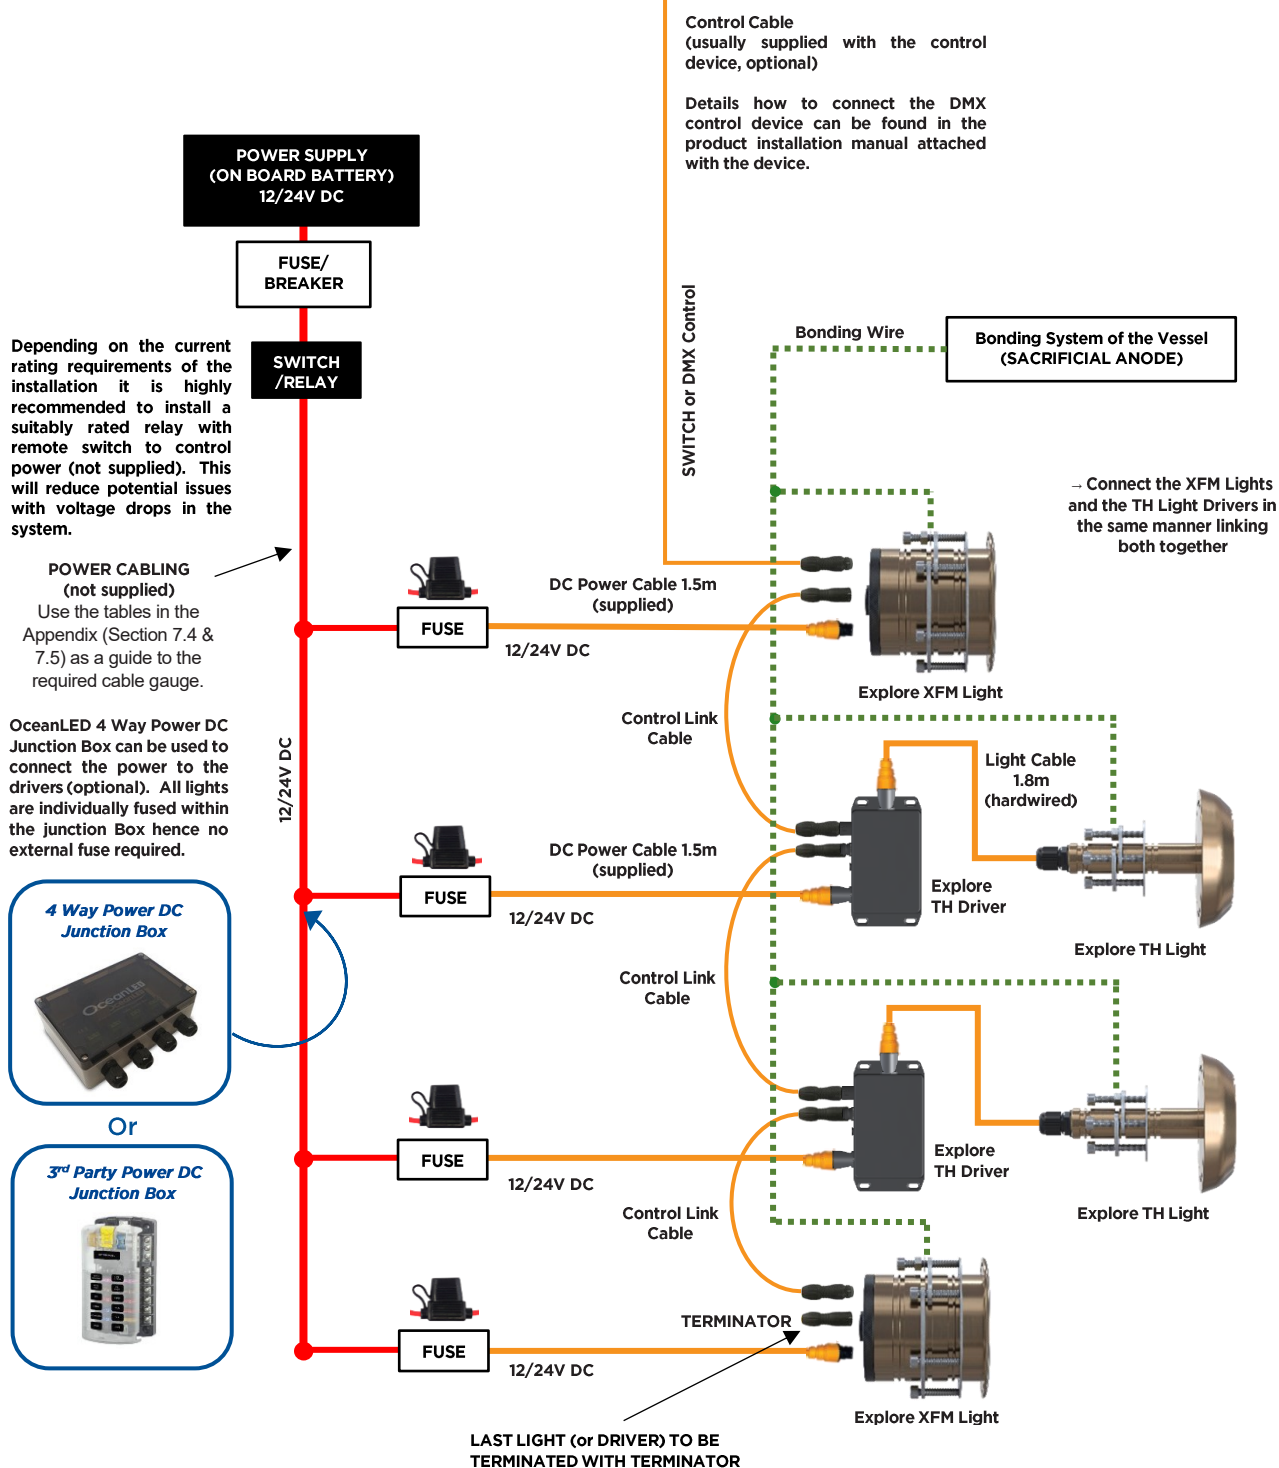 Control Cable
(usually supplied with the control
device, optional)
Details how to connect the DMX
control device can be found in the
product installation manual attached
with the device.
POWER SUPPLY
(ON BOARD BATTERY)
12/24V DC
FUSE/
BREAKER
SWITCH
/RELAY
Depending on the current
rating requirements of the
installation it is highly
recommended to install a
suitably rated relay with
remote switch to control
power (not supplied). This
will reduce potential issues
with voltage drops in the
system.
POWER CABLING
(not supplied)
Use the tables in the
Appendix (Section 7.4 &
7.5) as a guide to the
required cable gauge.
OceanLED 4 Way Power DC
Junction Box can be used to
connect the power to the
drivers (optional). All lights
are individually fused within
the junction Box hence no
external fuse required.
4 Way Power DC
Junction Box
OceanLED
Or
3rd Party Power DC
Junction Box
12/24V DC
SWITCH or DMX Control
Bonding Wire
Bonding System of the Vessel
(SACRIFICIAL ANODE)
→ Connect the XFM Lights
and the TH Light Drivers in
the same manner linking
both together
DC Power Cable 1.5m
(supplied)
FUSE
12/24V DC
Explore XFM Light
Control Link
Cable
Light Cable
1.8m
(hardwired)
DC Power Cable 1.5m
(supplied)
FUSE
12/24V DC
Explore
TH Driver
Explore TH Light
Control Link
Cable
FUSE
12/24V DC
Explore
TH Driver
Explore TH Light
Control Link
Cable
TERMINATOR
FUSE
12/24V DC
Explore XFM Light
LAST LIGHT (or DRIVER) TO BE
TERMINATED WITH TERMINATOR